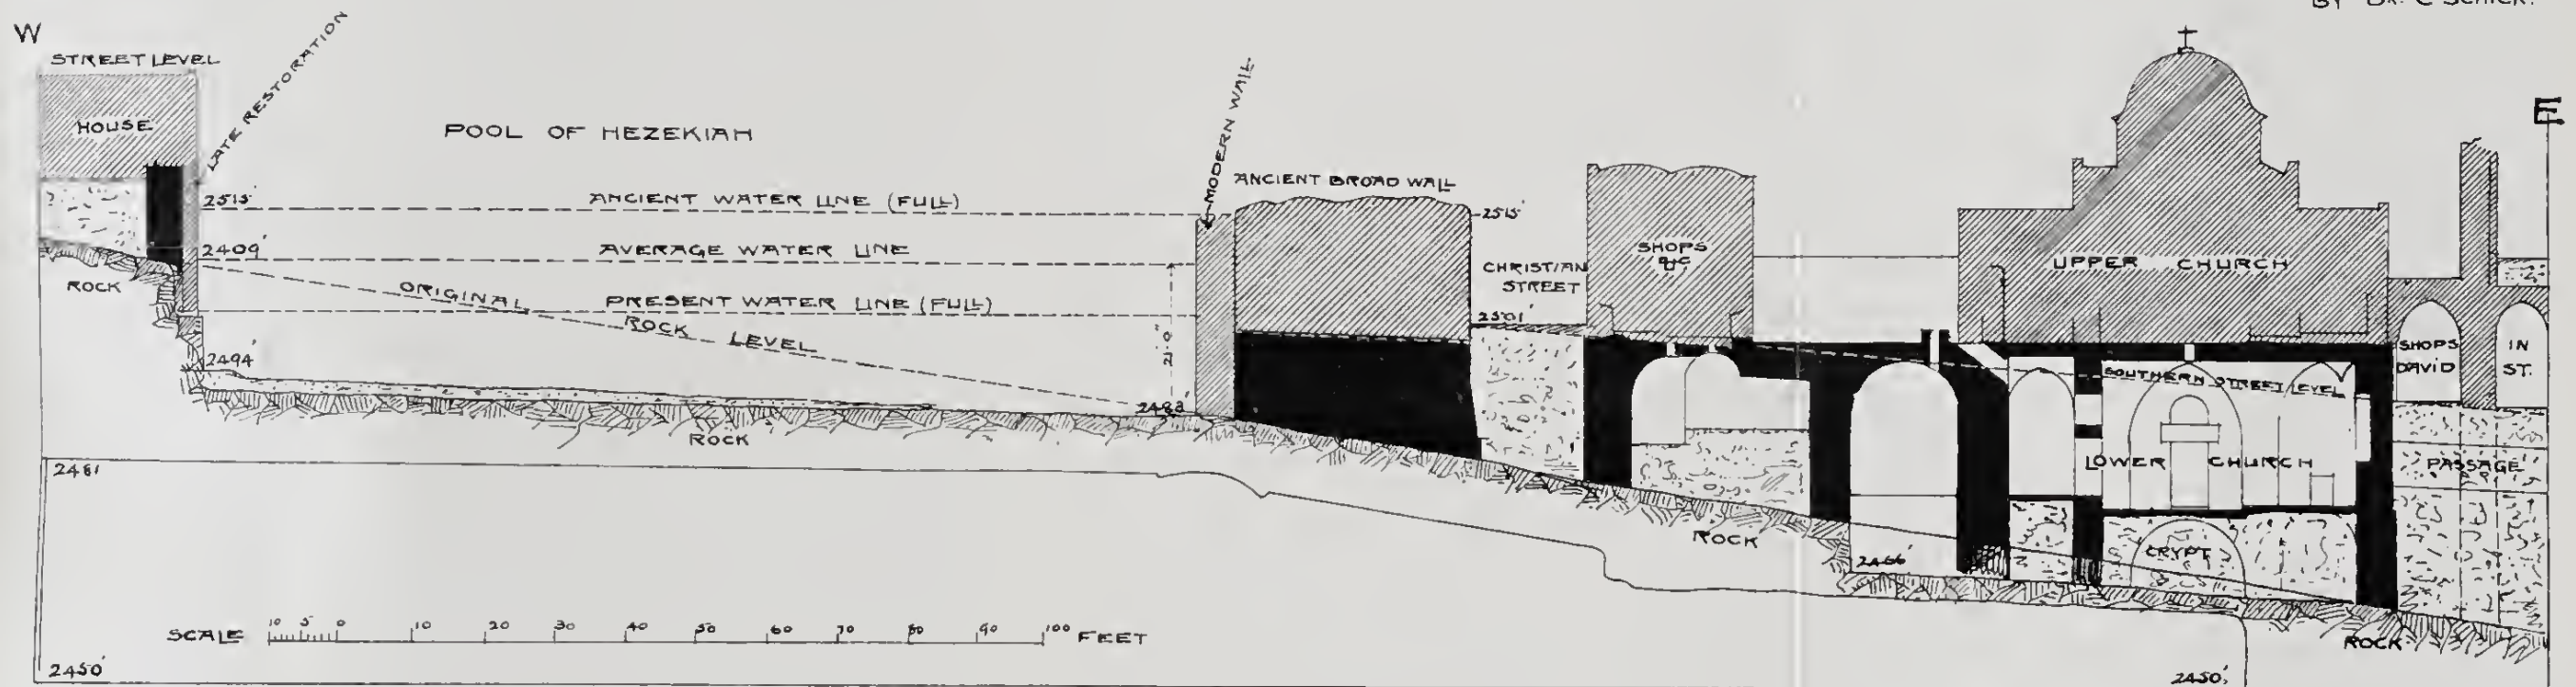 BY DR. C SCHICK.
W
STREET LEVEL
LATE RESTORATION
HOUSE
POOL OF HEZEKIAH
MODERN WALL
E
ANCIENT BROAD WALL
2515'
ANCIENT WATER LINE (FULL)
2515'
2409'
AVERAGE WATER LINE
SHOPS
&C
CHRISTIAN
STREET
UPPER CHURCH
ROCK
ORIGINAL
ROCK LEVEL
PRESENT WATER LINE (FULL)
2501'
2494'
SHOPS IN
DAVID ST.
SOUTHERN STREET LEVEL
ROCK
LOWER CHURCH
PASSAGE
2481
ROCK
CRYPT
2466'
SCALE
10 5 0 10 20 30 40 50 60 70 80 90 100 FEET
ROCK
2450'
2450'